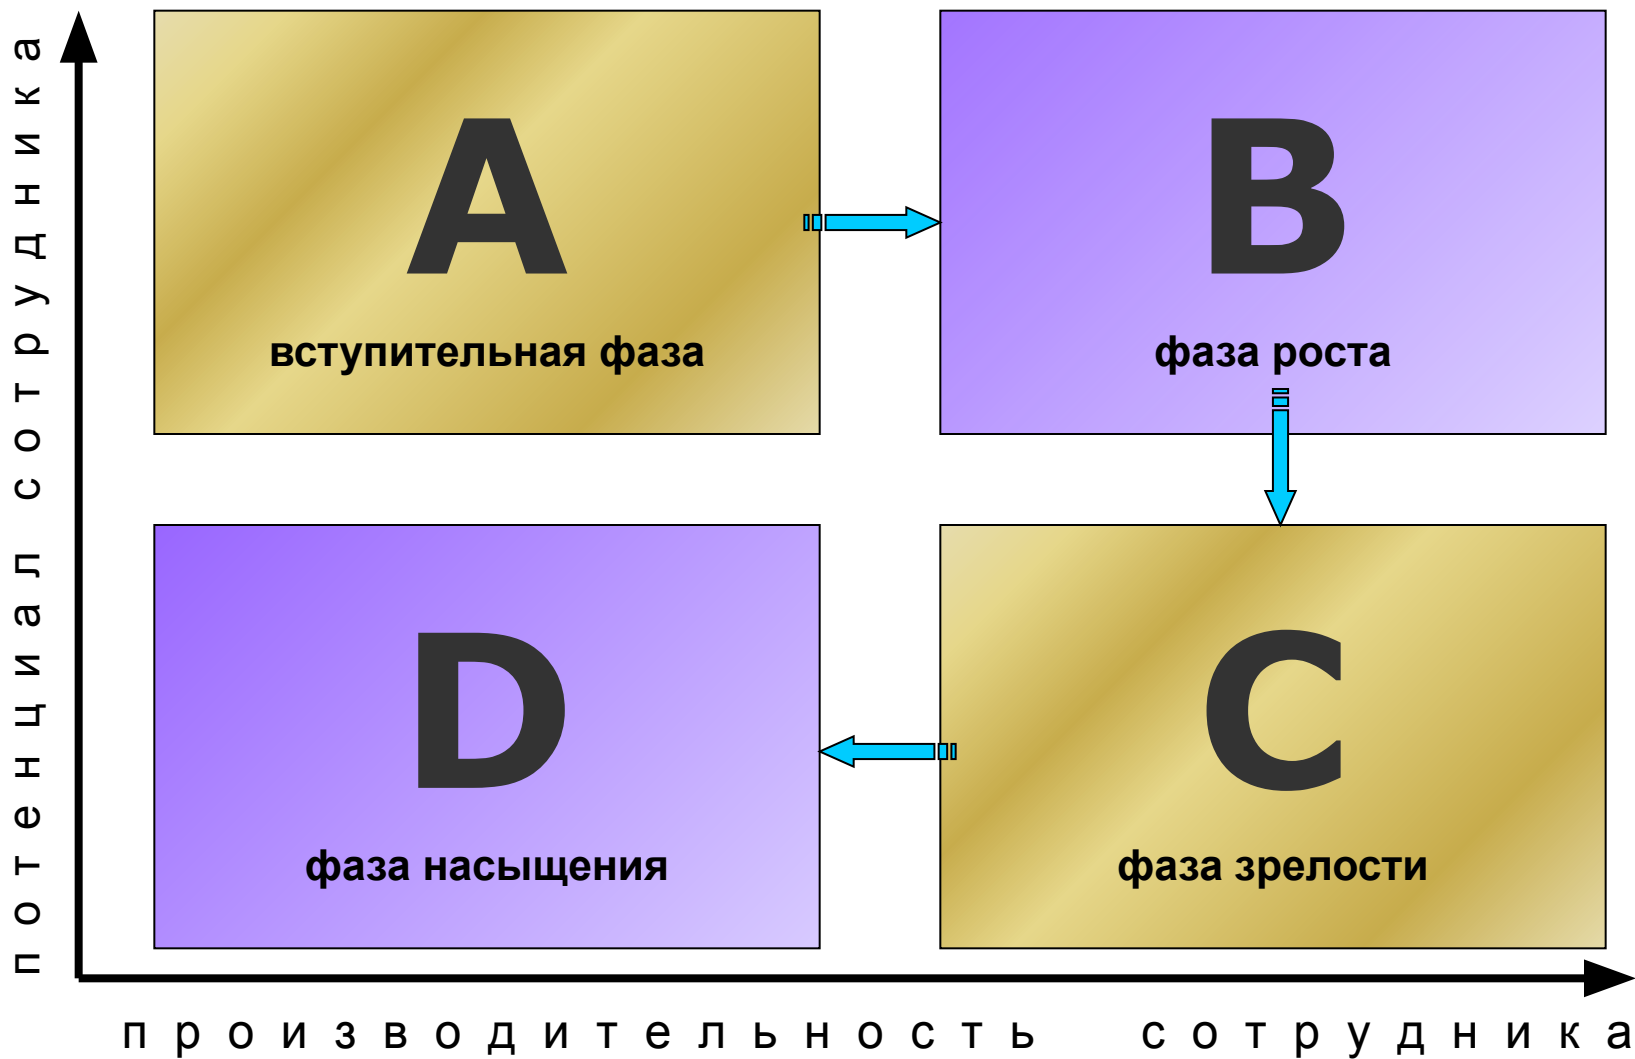 потенциал сотрудника
A
вступительная фаза
B
фаза роста
D
фаза насыщения
C
фаза зрелости
производительность сотрудника